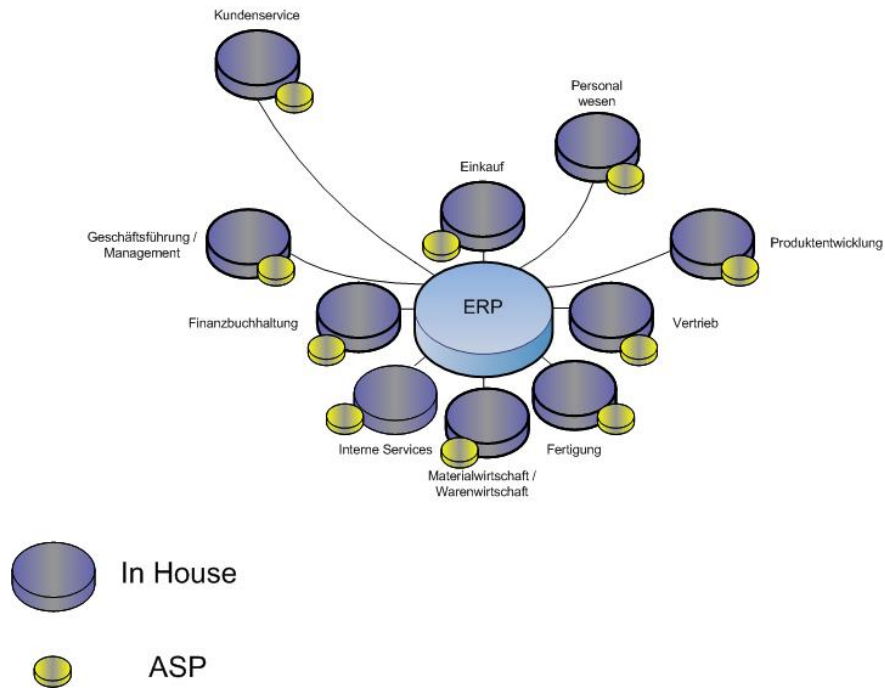 Kundenservice
Personal
wesen
Einkauf
Geschäftsführung /
Management
Produktentwicklung
ERP
Finanzbuchhaltung
Vertrieb
Interne Services
Fertigung
Materialwirtschaft /
Warenwirtschaft
In House
ASP